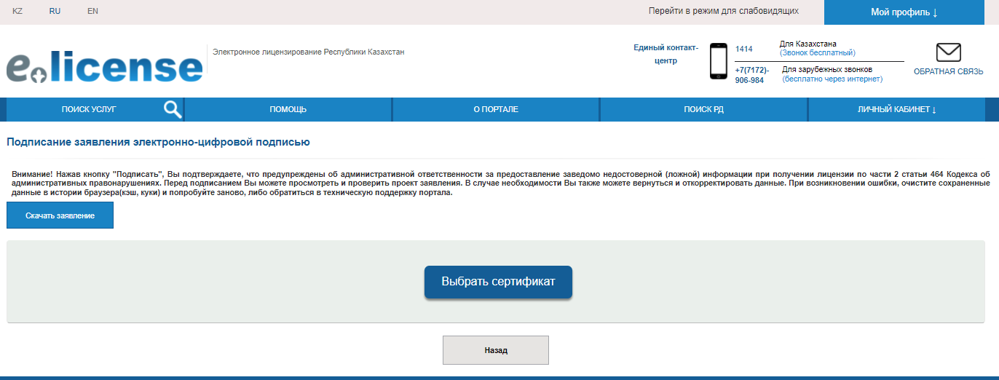 KZ RU EN Перейти в режим для слабовидящих Мой профиль ↓
e.license
Электронное лицензирование Республики Казахстан
Единый контакт-
центр
1414
Для Казахстана
(Звонок бесплатный)
+7(7172)-
906-984
Для зарубежных звонков
(бесплатно через интернет)
ОБРАТНАЯ СВЯЗЬ
ПОИСК УСЛУГ ПОМОЩЬ О ПОРТАЛЕ ПОИСК РД ЛИЧНЫЙ КАБИНЕТ ↓
Подписание заявления электронно-цифровой подписью
Внимание! Нажав кнопку "Подписать", Вы подтверждаете, что предупреждены об административной ответственности за предоставление заведомо недостоверной (ложной) информации при получении лицензии по части 2 статьи 464 Кодекса об
административных правонарушениях. Перед подписанием Вы можете просмотреть и проверить проект заявления. В случае необходимости Вы также можете вернуться и откорректировать данные. При возникновении ошибки, очистите сохраненные
данные в истории браузера(кэш, куки) и попробуйте заново, либо обратиться в техническую поддержку портала.
Скачать заявление
Выбрать сертификат
Назад